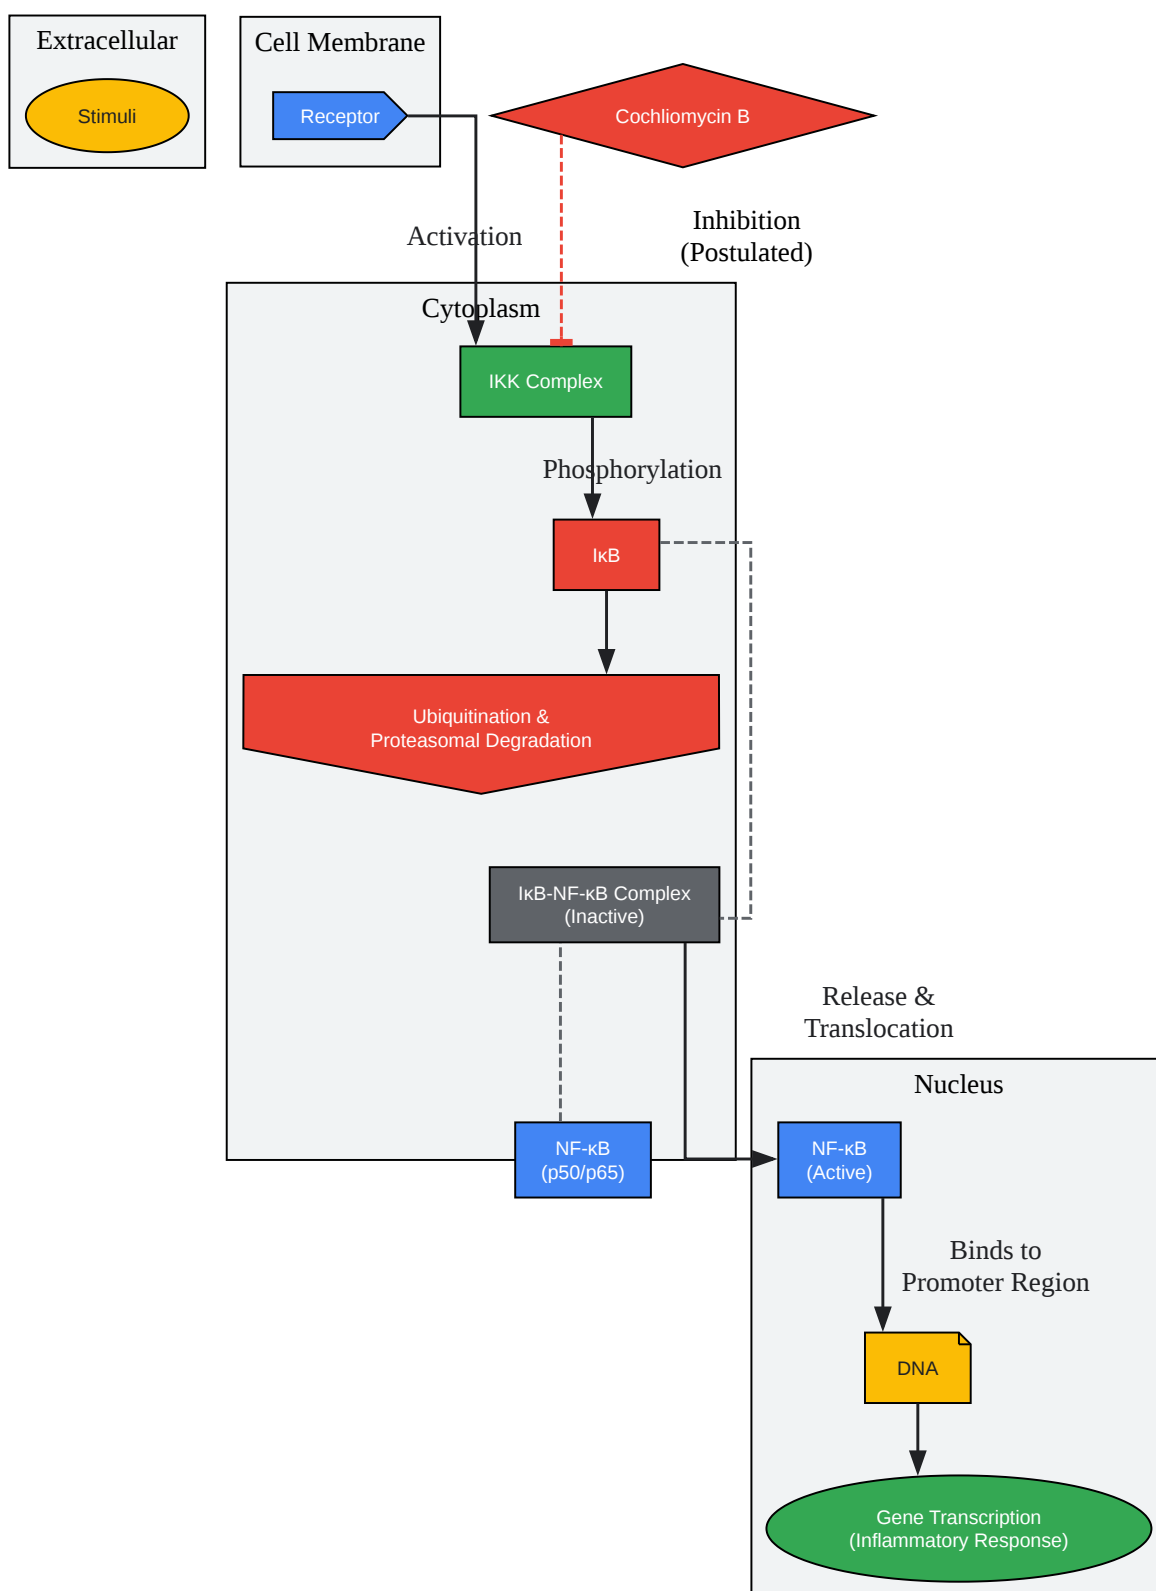 Extracellular
Stimuli
Cell Membrane
Receptor
Cochliomycin B
Activation
Inhibition
(Postulated)
Cytoplasm
IKK Complex
Phosphorylation
IκB
Ubiquitination &
Proteasomal Degradation
IκB-NF-κB Complex
(Inactive)
Release &
Translocation
Nucleus
NF-κB
(p50/p65)
NF-κB
(Active)
Binds to
Promoter Region
DNA
Gene Transcription
(Inflammatory Response)